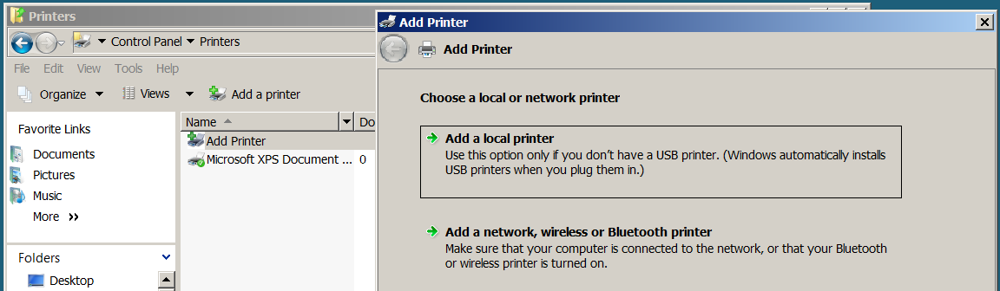 Printers
Control Panel Printers
File Edit View Tools Help
Organize Views Add a printer
Favorite Links
Documents
Pictures
Music
More
Folders
Desktop
Name Do
Add Printer
Microsoft XPS Document ... 0
Add Printer
Add Printer
Choose a local or network printer
Add a local printer
Use this option only if you don't have a USB printer. (Windows automatically installs
USB printers when you plug them in.)
Add a network, wireless or Bluetooth printer
Make sure that your computer is connected to the network, or that your Bluetooth
or wireless printer is turned on.